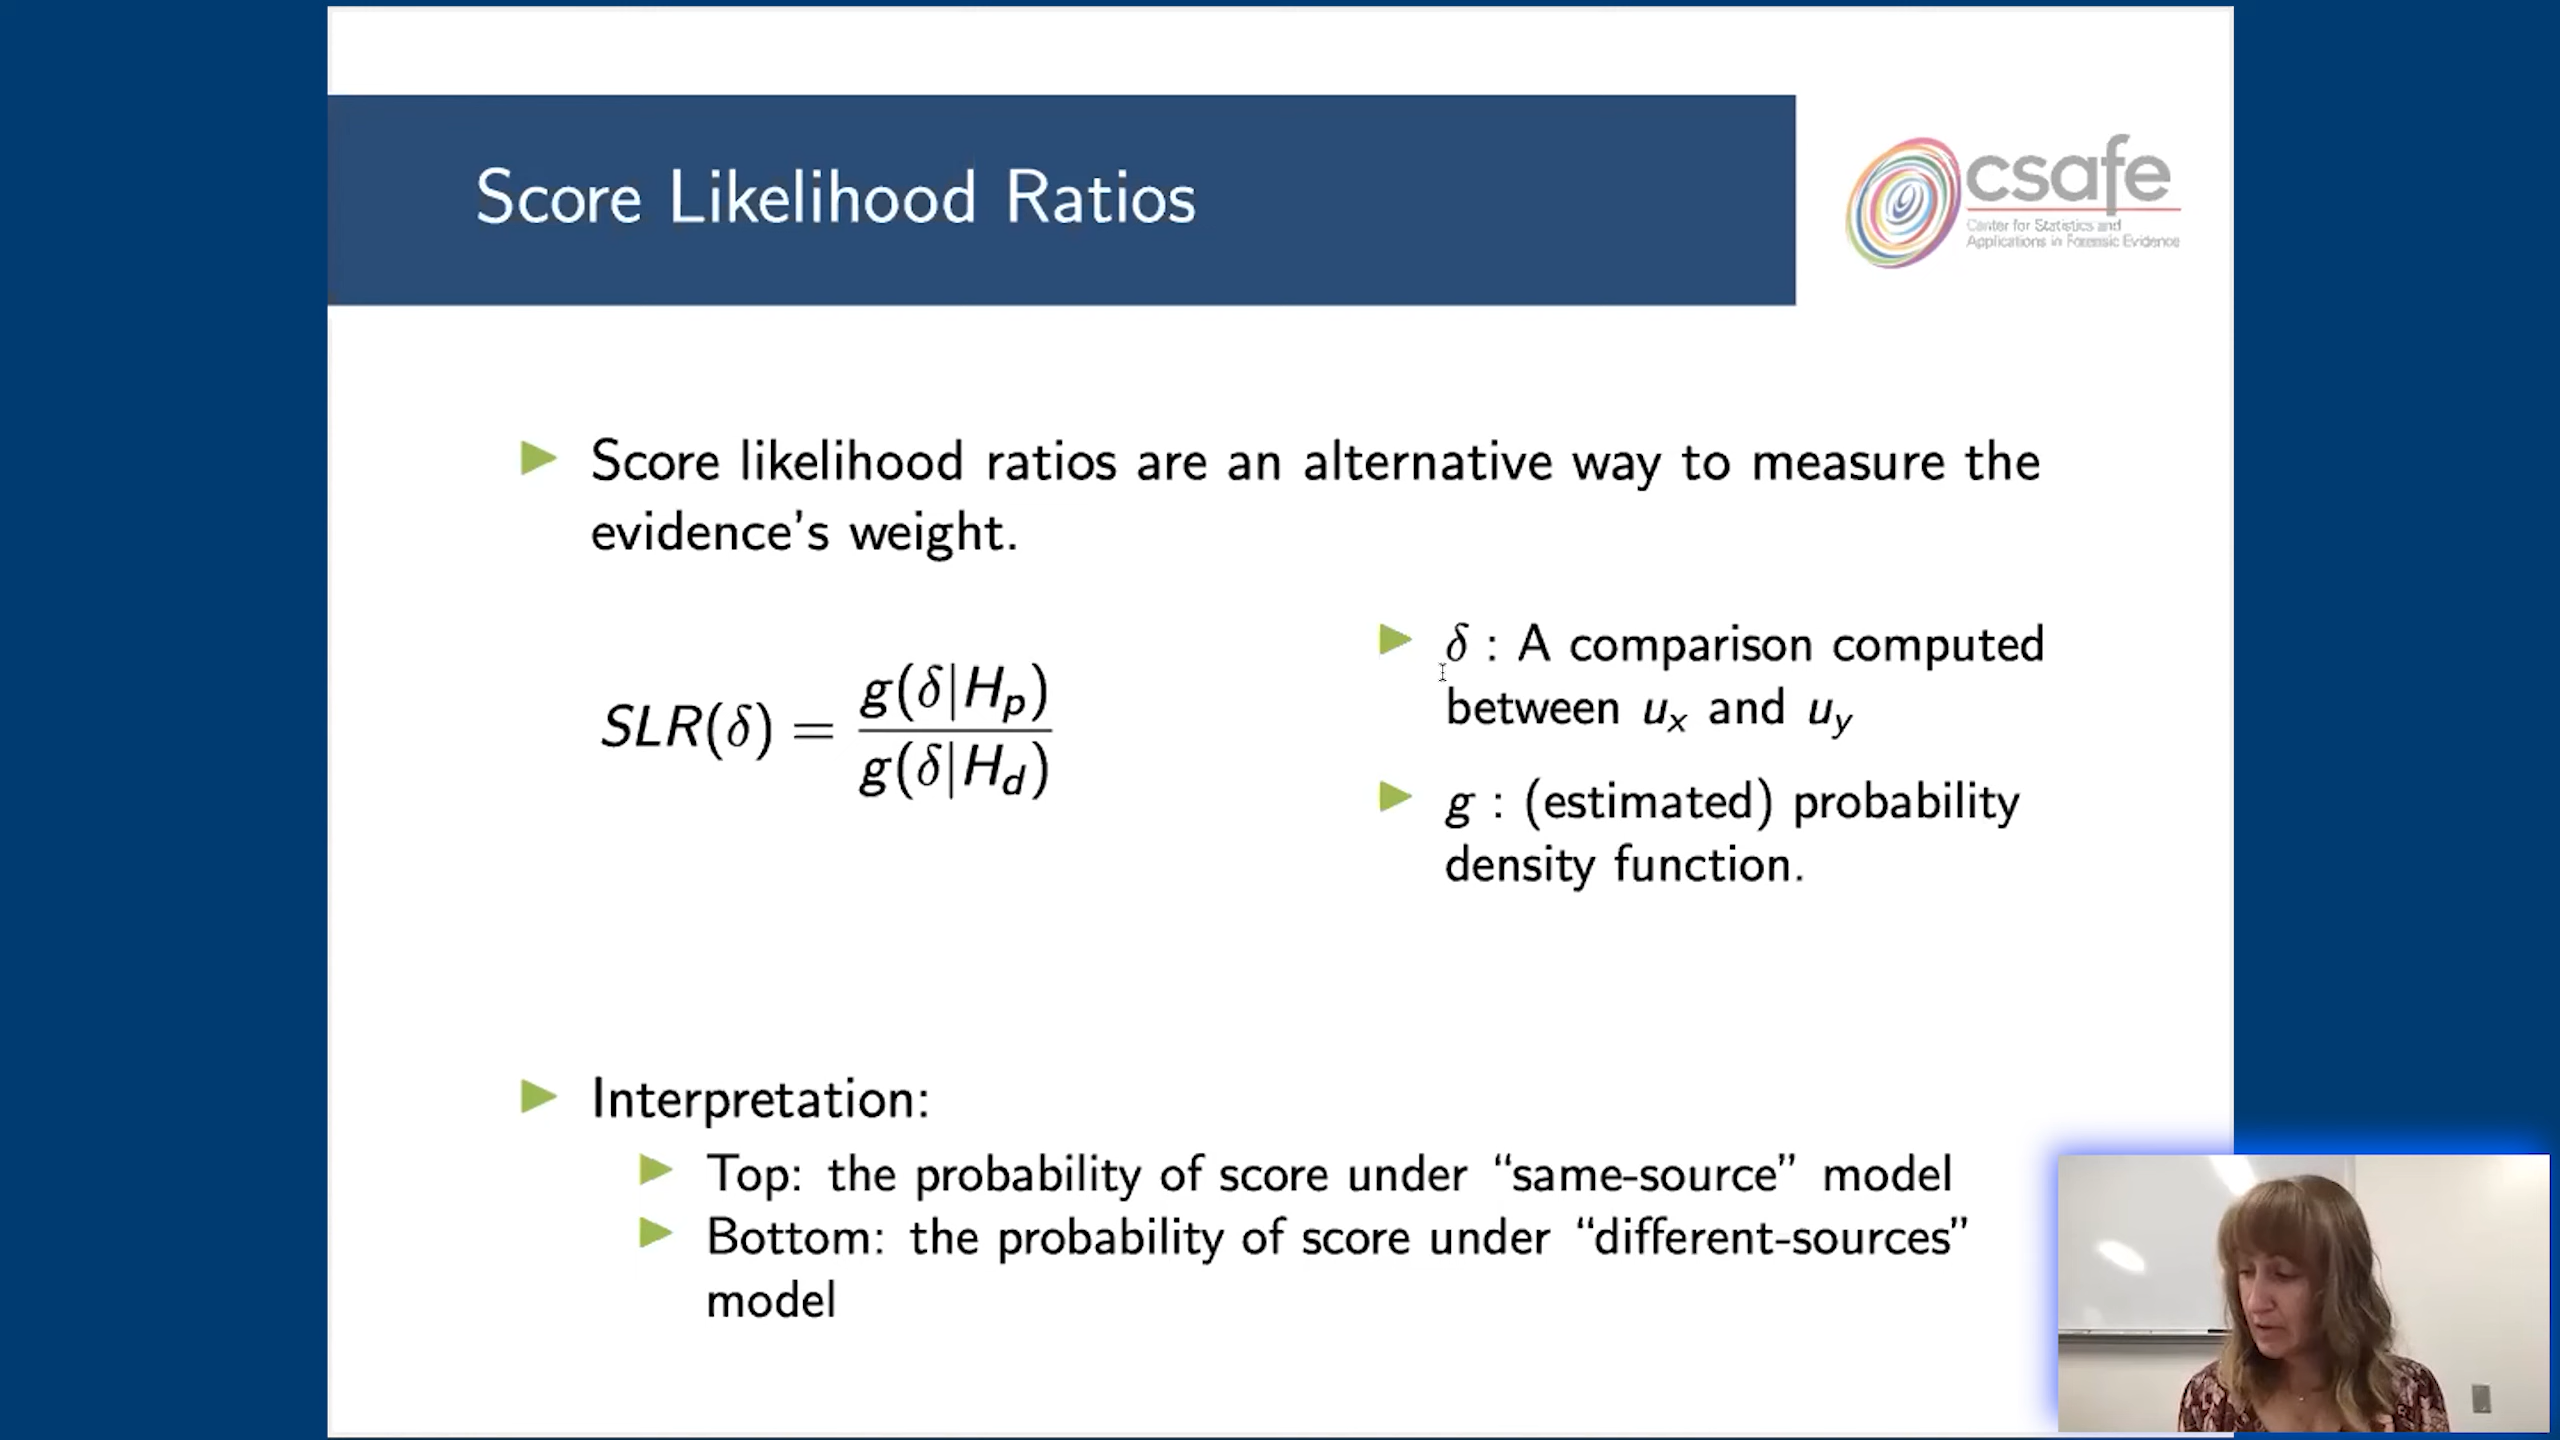 Score Likelihood Ratios
csafe
Center for Statistics and
Applications in Forensic Evidence
Score likelihood ratios are an alternative way to measure the
evidence's weight.
SLR(δ) = g(δ|H_p) / g(δ|H_d)
δ : A comparison computed
between u_x and u_y
g : (estimated) probability
density function.
Interpretation:
Top: the probability of score under “same-source” model
Bottom: the probability of score under “different-sources”
model